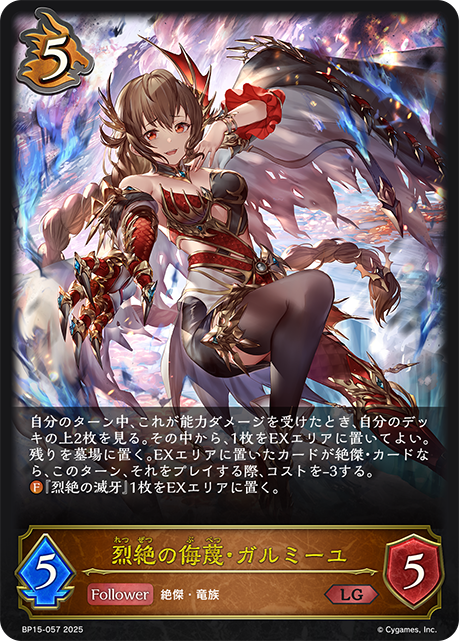 5
自分のターン中、これが能力ダメージを受けたとき、自分のデッ
キの上2枚を見る。その中から、1枚をEXエリアに置いてよい。
残りを墓場に置く。EXエリアに置いたカードが絶傑・カードな
ら、このターン、それをプレイする際、コストを-3する。
F『烈絶の滅牙』1枚をEXエリアに置く。
れつ ぜつ ぶ べつ
烈絶の侮蔑・ガルミーユ
5
Follower 絶傑・竜族 LG
5
BP15-057 2025 © Cygames, Inc.